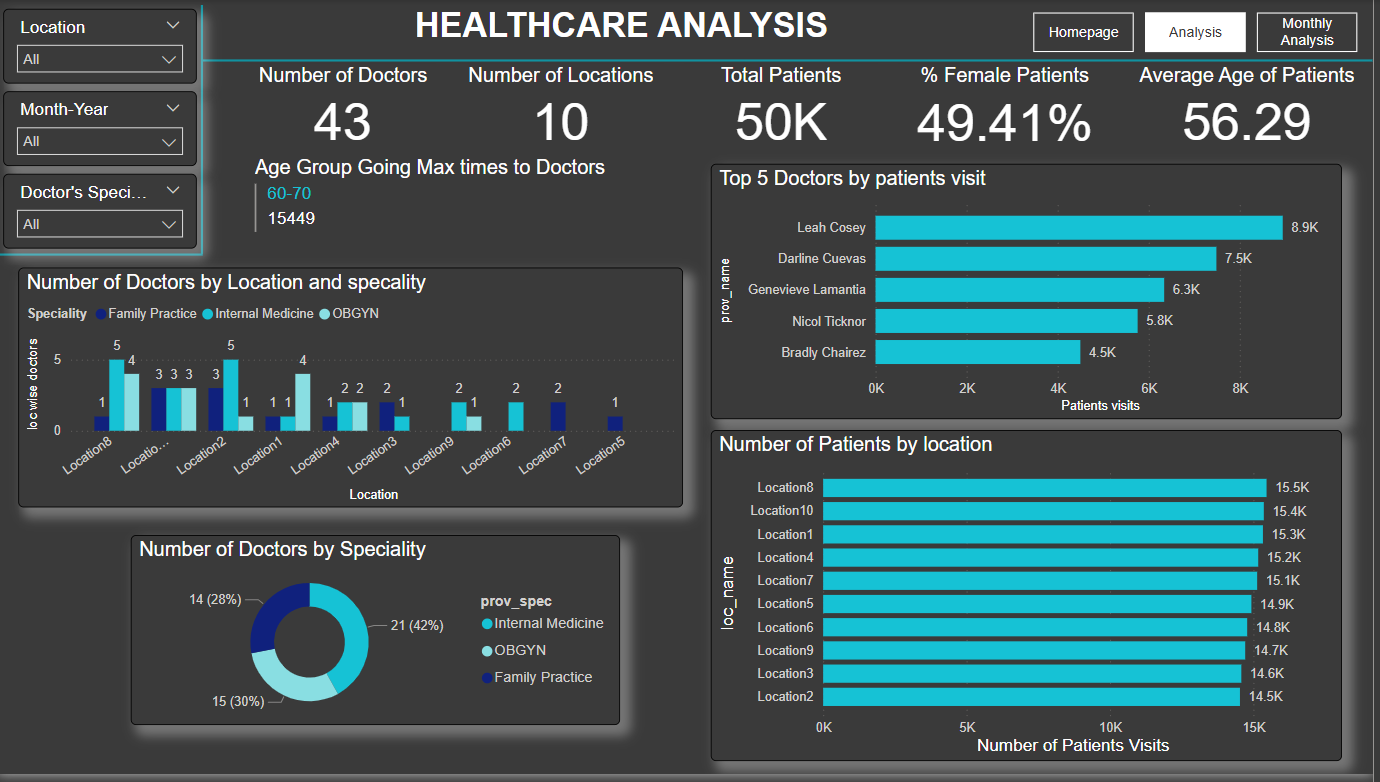 HEALTHCARE ANALYSIS
Homepage
Analysis
Monthly
Analysis
Location
All
Month-Year
All
Doctor's Speci...
All
Number of Doctors
43
Number of Locations
10
Total Patients
50K
% Female Patients
49.41%
Average Age of Patients
56.29
Age Group Going Max times to Doctors
60-70
15449
Number of Doctors by Location and specality
Speciality Family Practice Internal Medicine OBGYN
loc wise doctors
5
0
1 5 4
3 3 3
3 5 1
1 1 4
1 2 2
2 1
2 1
2
2
1
Location8
Locatio...
Location2
Location1
Location4
Location3
Location9
Location6
Location7
Location5
Location
Number of Doctors by Speciality
14 (28%)
21 (42%)
15 (30%)
prov_spec
Internal Medicine
OBGYN
Family Practice
Top 5 Doctors by patients visit
prov_name
Leah Cosey 8.9K
Darline Cuevas 7.5K
Genevieve Lamantia 6.3K
Nicol Ticknor 5.8K
Bradly Chairez 4.5K
0K 2K 4K 6K 8K
Patients visits
Number of Patients by location
loc_name
Location8 15.5K
Location10 15.4K
Location1 15.3K
Location4 15.2K
Location7 15.1K
Location5 14.9K
Location6 14.8K
Location9 14.7K
Location3 14.6K
Location2 14.5K
0K 5K 10K 15K
Number of Patients Visits